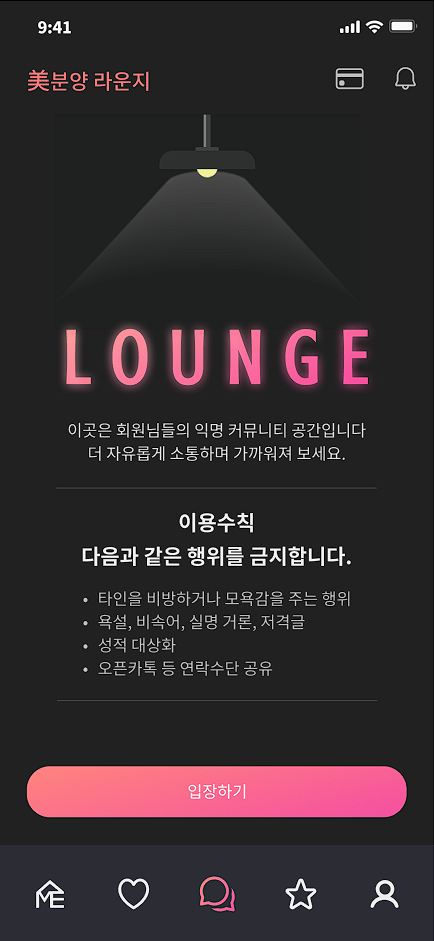 9:41
美분양 라운지
LOUNGE
이곳은 회원님들의 익명 커뮤니티 공간입니다
더 자유롭게 소통하며 가까워져 보세요.
이용수칙
다음과 같은 행위를 금지합니다.
• 타인을 비방하거나 모욕감을 주는 행위
• 욕설, 비속어, 실명 거론, 저격글
• 성적 대상화
• 오픈카톡 등 연락수단 공유
입장하기
ME